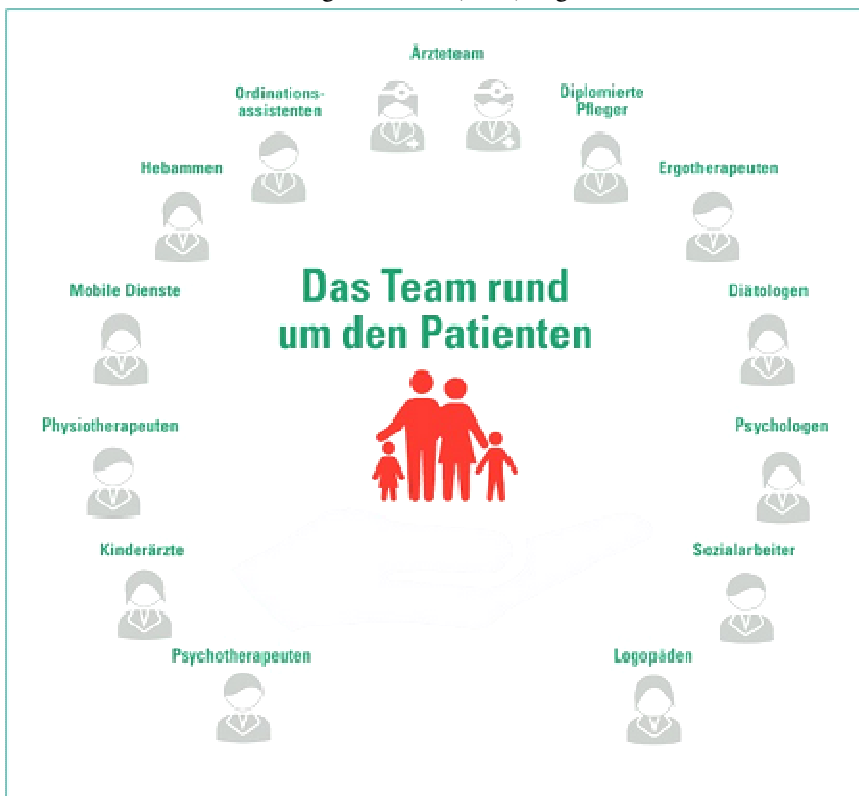 Ärzteteam
Ordinations-
assistenten
Diplomierte
Pfleger
Hebammen
Ergotherapeuten
Das Team rund
um den Patienten
Mobile Dienste
Diätologen
Physiotherapeuten
Psychologen
Kinderärzte
Sozialarbeiter
Psychotherapeuten
Logopäden